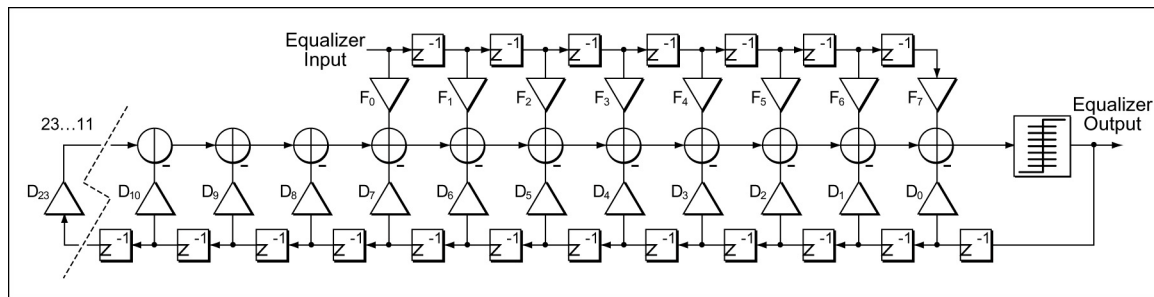 Equalizer
Input
z⁻¹ z⁻¹ z⁻¹ z⁻¹ z⁻¹ z⁻¹ z⁻¹
F₀ F₁ F₂ F₃ F₄ F₅ F₆ F₇
Equalizer
Output
23...11
- - - - - - - - - - -
D₂₃ D₁₀ D₉ D₈ D₇ D₆ D₅ D₄ D₃ D₂ D₁ D₀
z⁻¹ z⁻¹ z⁻¹ z⁻¹ z⁻¹ z⁻¹ z⁻¹ z⁻¹ z⁻¹ z⁻¹ z⁻¹ z⁻¹